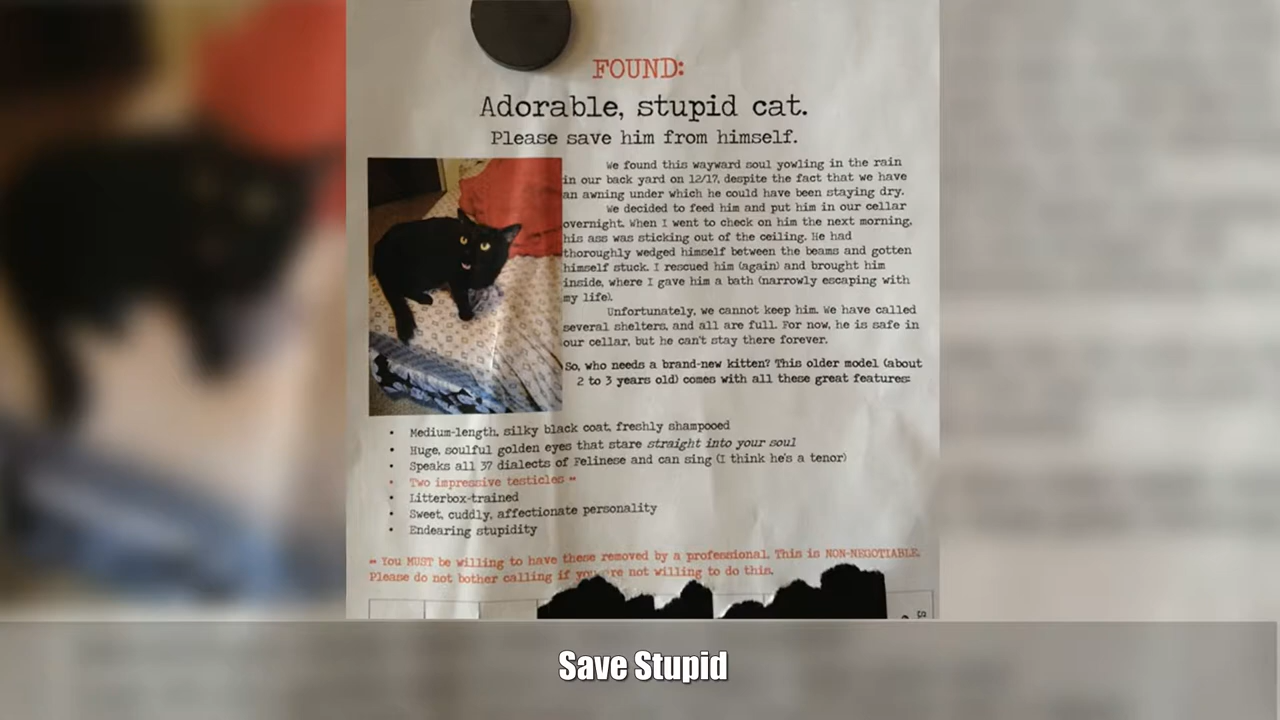 FOUND:
Adorable, stupid cat.
Please save him from himself.
We found this wayward soul yowling in the rain
in our back yard on 12/17, despite the fact that we have
an awning under which he could have been staying dry.
We decided to feed him and put him in our cellar
overnight. When I went to check on him the next morning,
his ass was sticking out of the ceiling. He had
thoroughly wedged himself between the beams and gotten
himself stuck. I rescued him (again) and brought him
inside, where I gave him a bath (narrowly escaping with
my life).
Unfortunately, we cannot keep him. We have called
several shelters, and all are full. For now, he is safe in
our cellar, but he can't stay there forever.
So, who needs a brand-new kitten? This older model (about
2 to 3 years old) comes with all these great features:
• Medium-length, silky black coat, freshly shampooed
• Huge, soulful golden eyes that stare straight into your soul
• Speaks all 37 dialects of Felinese and can sing (I think he's a tenor)
• Two impressive testicles **
• Litterbox-trained
• Sweet, cuddly, affectionate personality
• Endearing stupidity
** You MUST be willing to have these removed by a professional. This is NON-NEGOTIABLE.
Please do not bother calling if you are not willing to do this.
Save Stupid